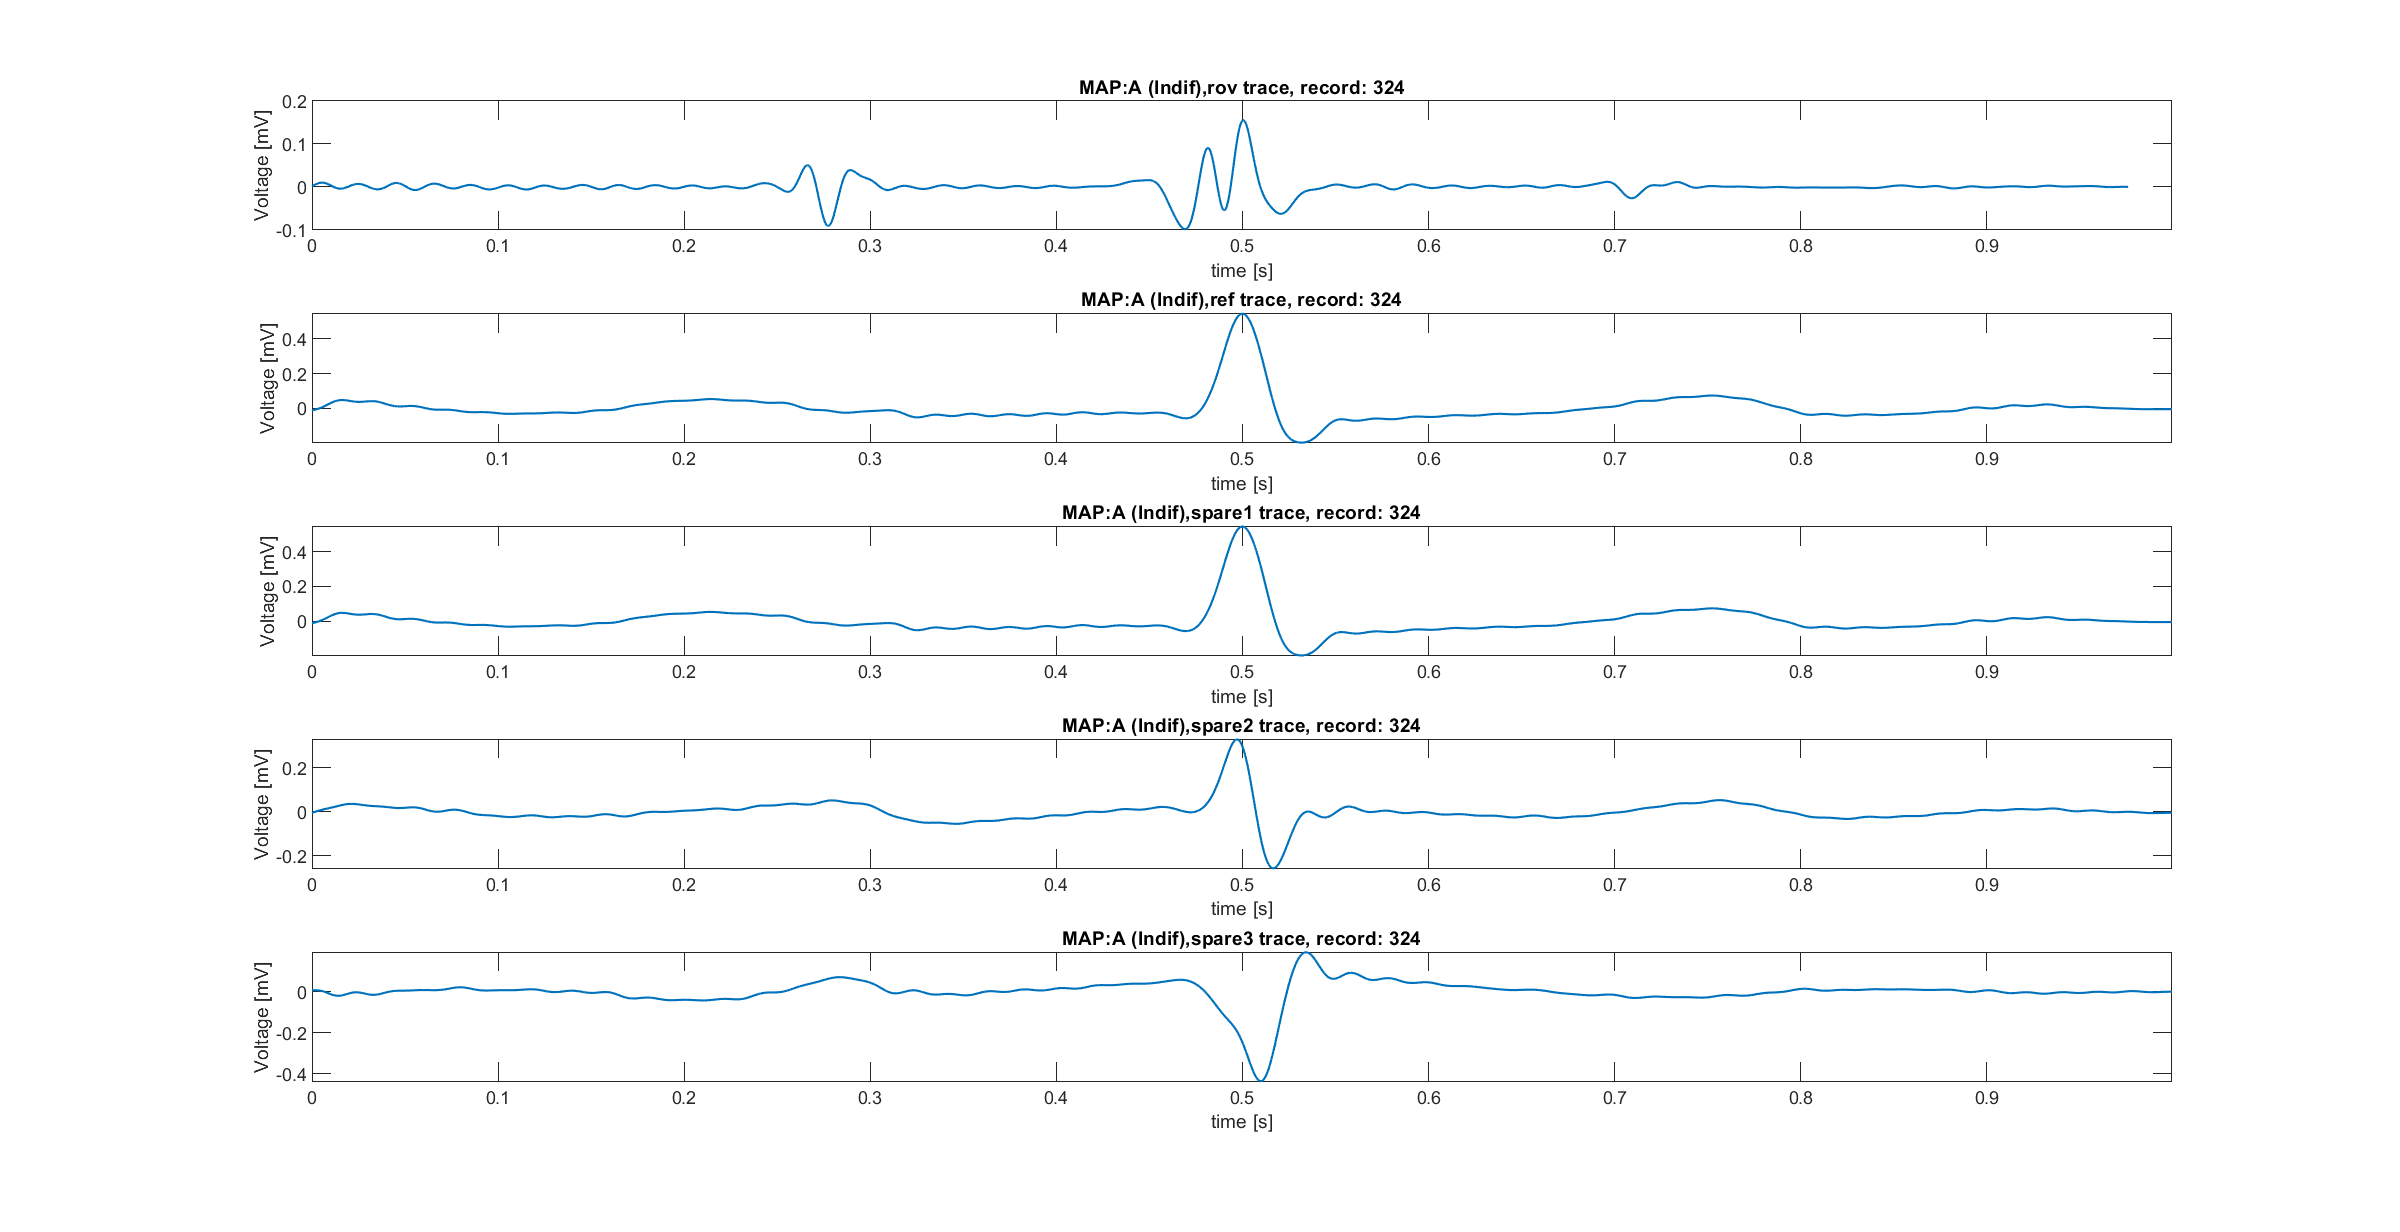 MAP:A (Indif),rov trace, record: 324
Voltage [mV]
0.2
0.1
0
-0.1
0 0.1 0.2 0.3 0.4 0.5 0.6 0.7 0.8 0.9
time [s]
MAP:A (Indif),ref trace, record: 324
Voltage [mV]
0.4
0.2
0
0 0.1 0.2 0.3 0.4 0.5 0.6 0.7 0.8 0.9
time [s]
MAP:A (Indif),spare1 trace, record: 324
Voltage [mV]
0.4
0.2
0
0 0.1 0.2 0.3 0.4 0.5 0.6 0.7 0.8 0.9
time [s]
MAP:A (Indif),spare2 trace, record: 324
Voltage [mV]
0.2
0
-0.2
0 0.1 0.2 0.3 0.4 0.5 0.6 0.7 0.8 0.9
time [s]
MAP:A (Indif),spare3 trace, record: 324
Voltage [mV]
0
-0.2
-0.4
0 0.1 0.2 0.3 0.4 0.5 0.6 0.7 0.8 0.9
time [s]